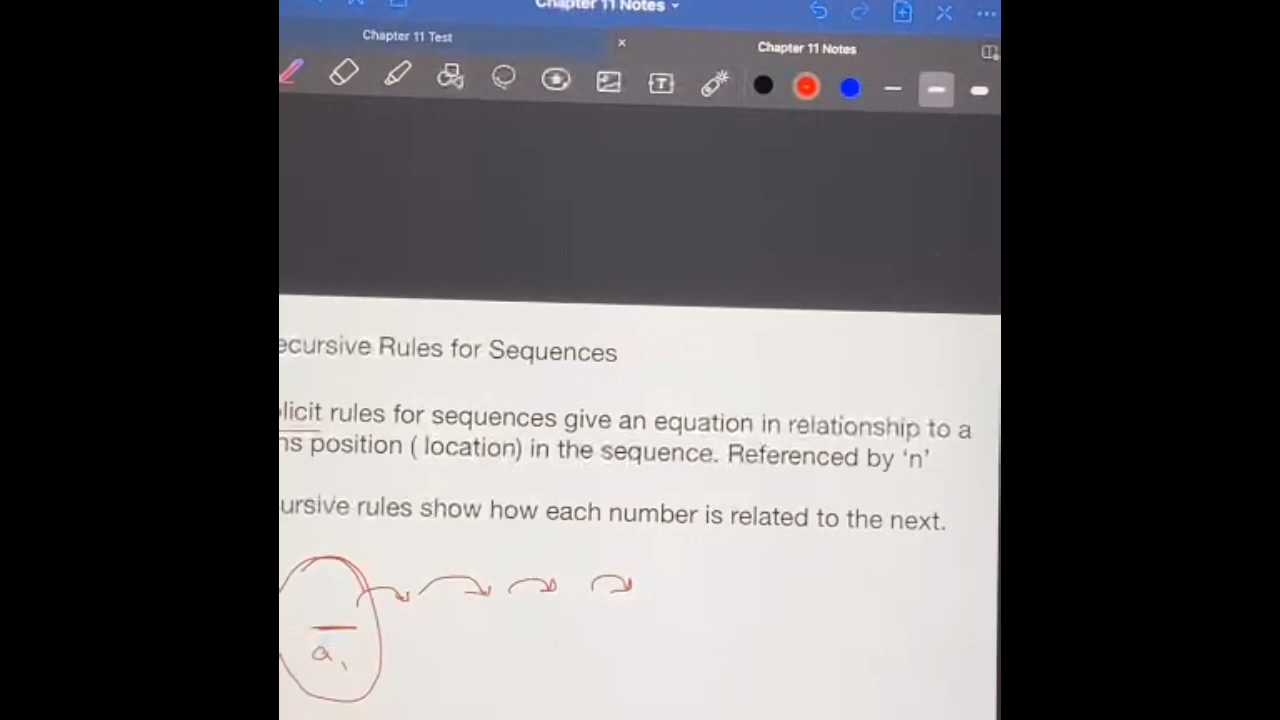 Chapter 11 Notes
Chapter 11 Test
Chapter 11 Notes
T
ecursive Rules for Sequences
licit rules for sequences give an equation in relationship to a
ns position ( location) in the sequence. Referenced by ‘n’
ursive rules show how each number is related to the next.
a₁